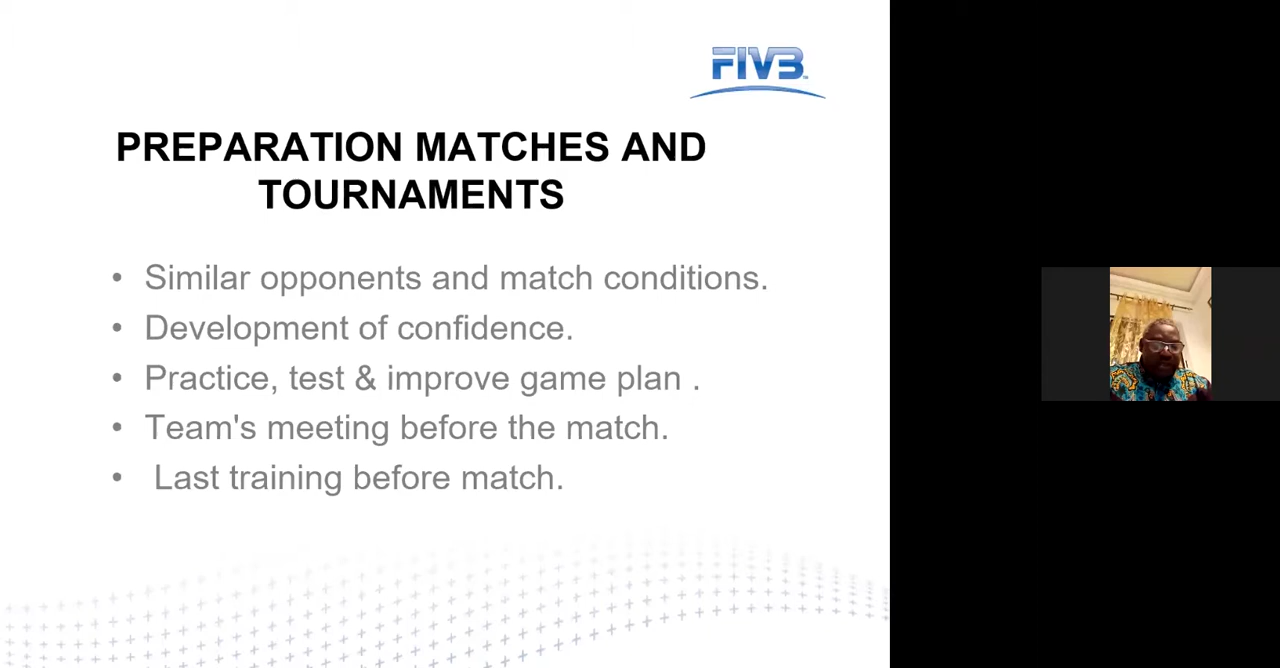 FIVB
PREPARATION MATCHES AND
TOURNAMENTS
• Similar opponents and match conditions.
• Development of confidence.
• Practice, test & improve game plan .
• Team's meeting before the match.
• Last training before match.